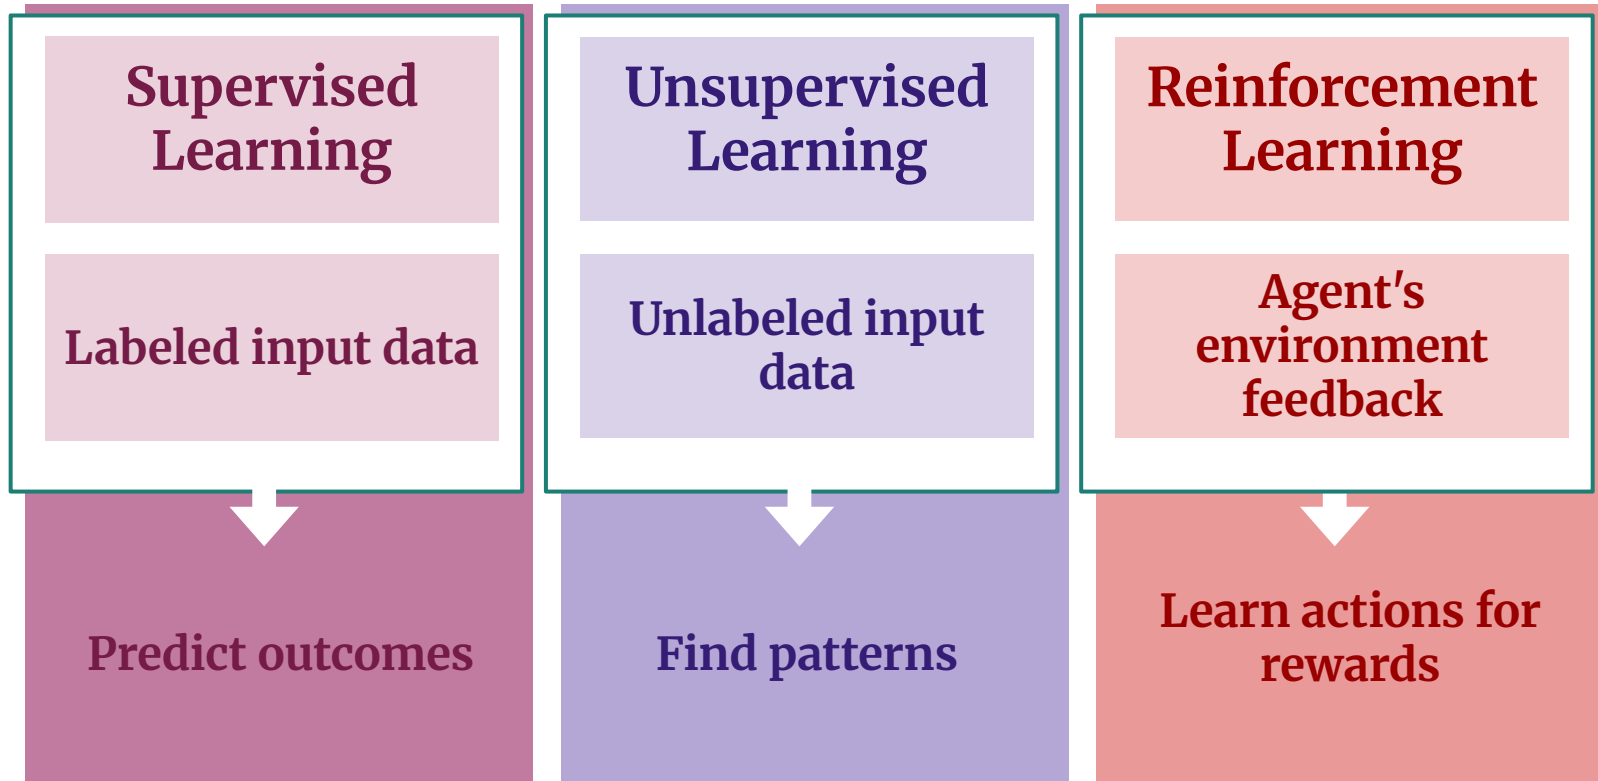 Supervised
Learning
Labeled input data
Predict outcomes
Unsupervised
Learning
Unlabeled input
data
Find patterns
Reinforcement
Learning
Agent's
environment
feedback
Learn actions for
rewards